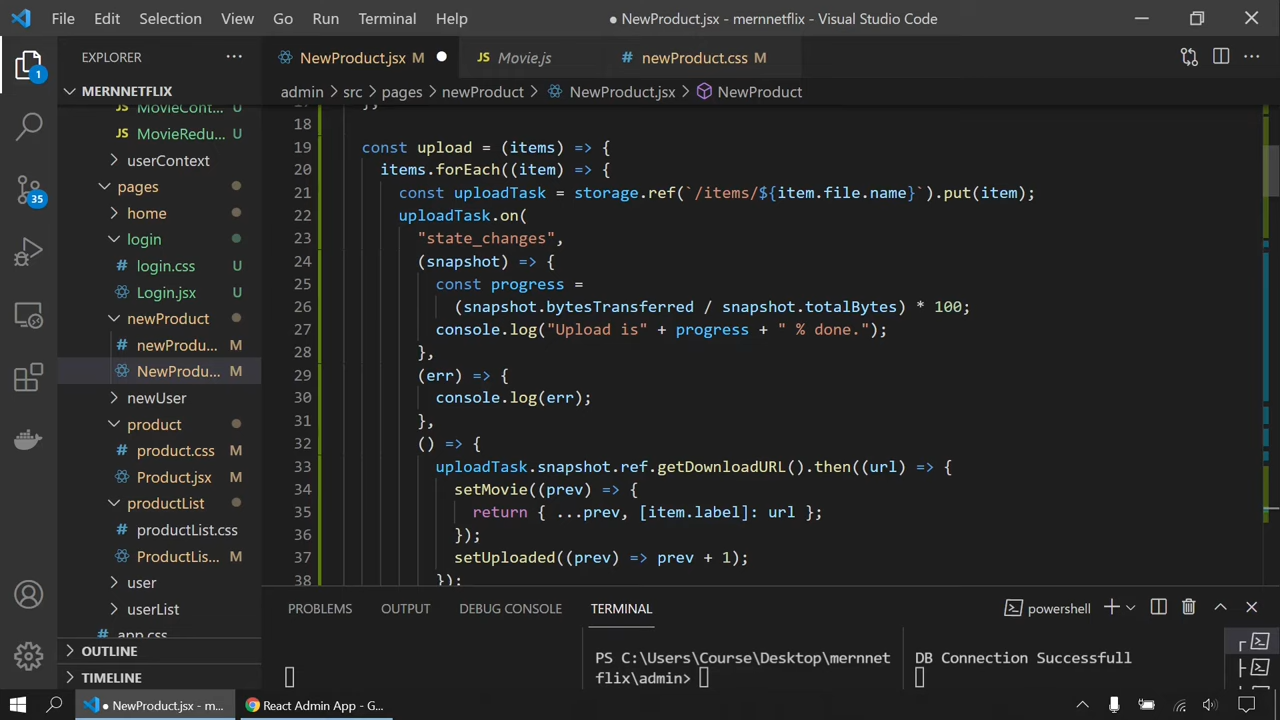 File Edit Selection View Go Run Terminal Help ● NewProduct.jsx - mernnetflix - Visual Studio Code
EXPLORER ··· NewProduct.jsx M JS Movie.js # newProduct.css M ···
1
MERNNETFLIX admin > src > pages > newProduct > NewProduct.jsx > NewProduct
JS MovieCont... U
JS MovieRedu... U
userContext
pages
home
login
# login.css U
Login.jsx U
newProduct
# newProdu... M
NewProdu... M
newUser
product
# product.css M
Product.jsx M
productList
# productList.css M
ProductLis... M
user
userList
app.css
OUTLINE
TIMELINE
35
18
19 const upload = (items) => {
20 items.forEach((item) => {
21 const uploadTask = storage.ref(`/items/${item.file.name}`).put(item);
22 uploadTask.on(
23 "state_changes",
24 (snapshot) => {
25 const progress =
26 (snapshot.bytesTransferred / snapshot.totalBytes) * 100;
27 console.log("Upload is" + progress + " % done.");
28 },
29 (err) => {
30 console.log(err);
31 },
32 () => {
33 uploadTask.snapshot.ref.getDownloadURL().then((url) => {
34 setMovie((prev) => {
35 return { ...prev, [item.label]: url };
36 });
37 setUploaded((prev) => prev + 1);
38 });
PROBLEMS OUTPUT DEBUG CONSOLE TERMINAL powershell
PS C:\Users\Course\Desktop\mernnet
flix\admin>
DB Connection Successfull
● NewProduct.jsx - m... React Admin App - G...